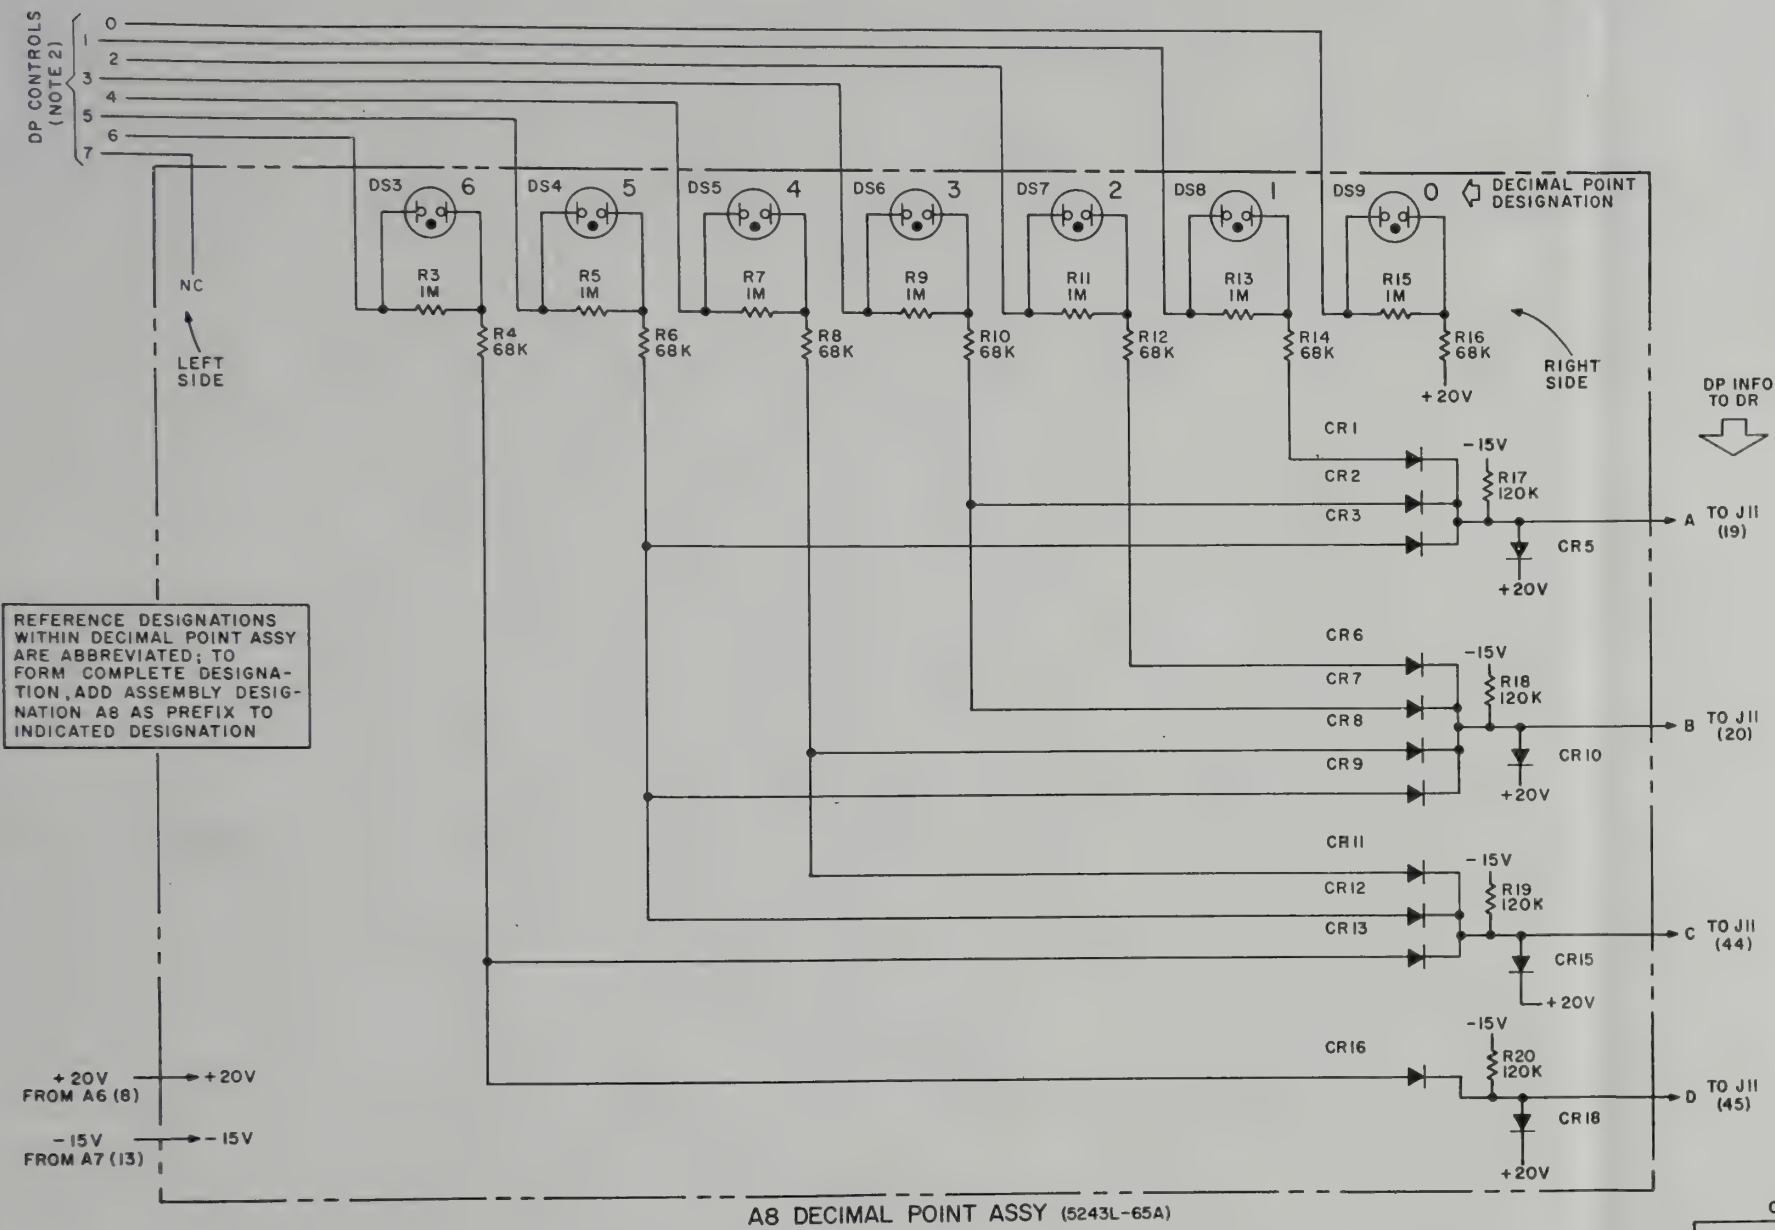 DP CONTROLS
(NOTE 2)
0
1
2
3
4
5
6
7
DS3 6
DS4 5
DS5 4
DS6 3
DS7 2
DS8 1
DS9 0
DECIMAL POINT
DESIGNATION
NC
LEFT
SIDE
R3
1M
R5
1M
R7
1M
R9
1M
R11
1M
R13
1M
R15
1M
R4
68K
R6
68K
R8
68K
R10
68K
R12
68K
R14
68K
R16
68K
+20V
RIGHT
SIDE
DP INFO
TO DR
CR1
CR2
CR3
-15V
R17
120K
CR5
+20V
A TO J11
(19)
REFERENCE DESIGNATIONS
WITHIN DECIMAL POINT ASSY
ARE ABBREVIATED; TO
FORM COMPLETE DESIGNA-
TION, ADD ASSEMBLY DESIG-
NATION A8 AS PREFIX TO
INDICATED DESIGNATION
CR6
CR7
CR8
CR9
-15V
R18
120K
CR10
+20V
B TO J11
(20)
CR11
CR12
CR13
-15V
R19
120K
CR15
+20V
C TO J11
(44)
CR16
-15V
R20
120K
CR18
+20V
D TO J11
(45)
+20V
FROM A6 (8)
+20V
-15V
FROM A7 (13)
-15V
A8 DECIMAL POINT ASSY (5243L-65A)